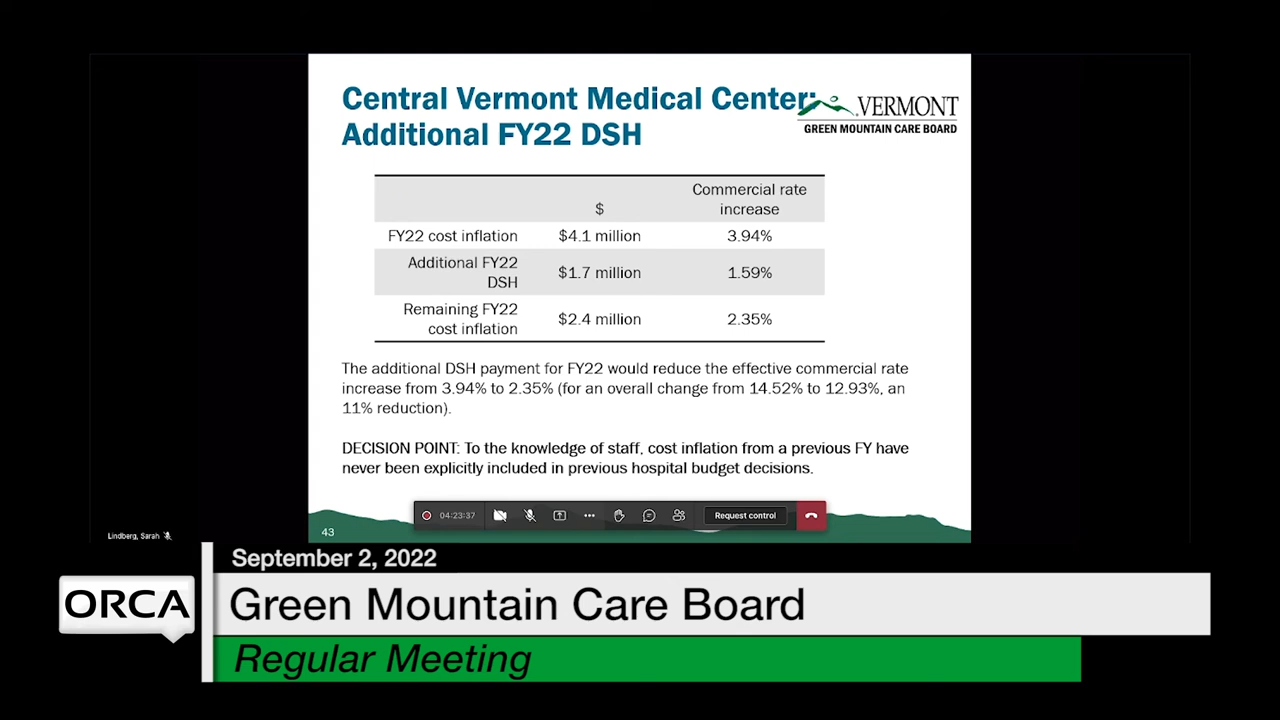 Central Vermont Medical Center:
Additional FY22 DSH
VERMONT
GREEN MOUNTAIN CARE BOARD
$
Commercial rate
increase
FY22 cost inflation $4.1 million 3.94%
Additional FY22
DSH
$1.7 million 1.59%
Remaining FY22
cost inflation
$2.4 million 2.35%
The additional DSH payment for FY22 would reduce the effective commercial rate
increase from 3.94% to 2.35% (for an overall change from 14.52% to 12.93%, an
11% reduction).
DECISION POINT: To the knowledge of staff, cost inflation from a previous FY have
never been explicitly included in previous hospital budget decisions.
04:23:37
Request control
43
Lindberg, Sarah
September 2, 2022
ORCA
Green Mountain Care Board
Regular Meeting